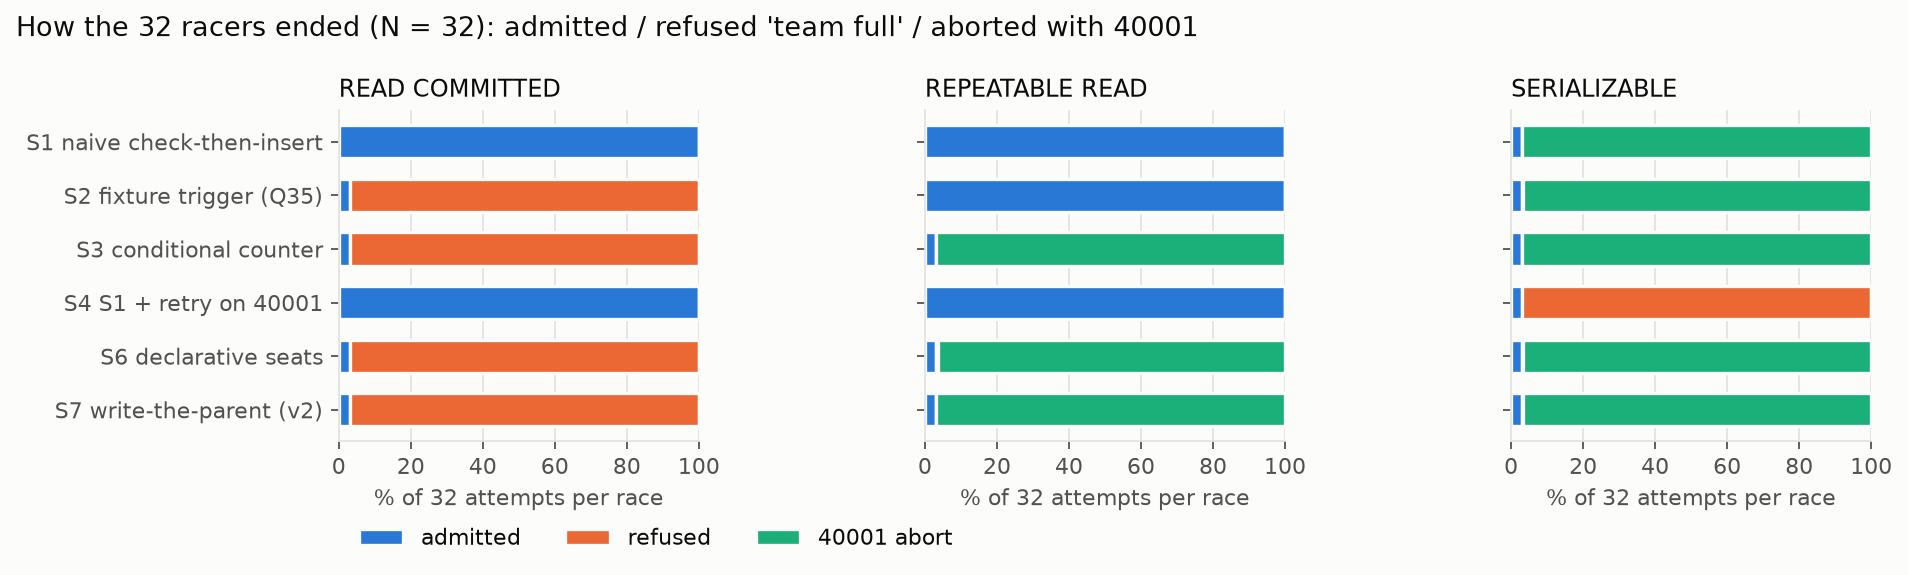 How the 32 racers ended (N = 32): admitted / refused 'team full' / aborted with 40001
READ COMMITTED
REPEATABLE READ
SERIALIZABLE
S1 naive check-then-insert
S2 fixture trigger (Q35)
S3 conditional counter
S4 S1 + retry on 40001
S6 declarative seats
S7 write-the-parent (v2)
0 20 40 60 80 100
0 20 40 60 80 100
0 20 40 60 80 100
% of 32 attempts per race
% of 32 attempts per race
% of 32 attempts per race
admitted refused 40001 abort